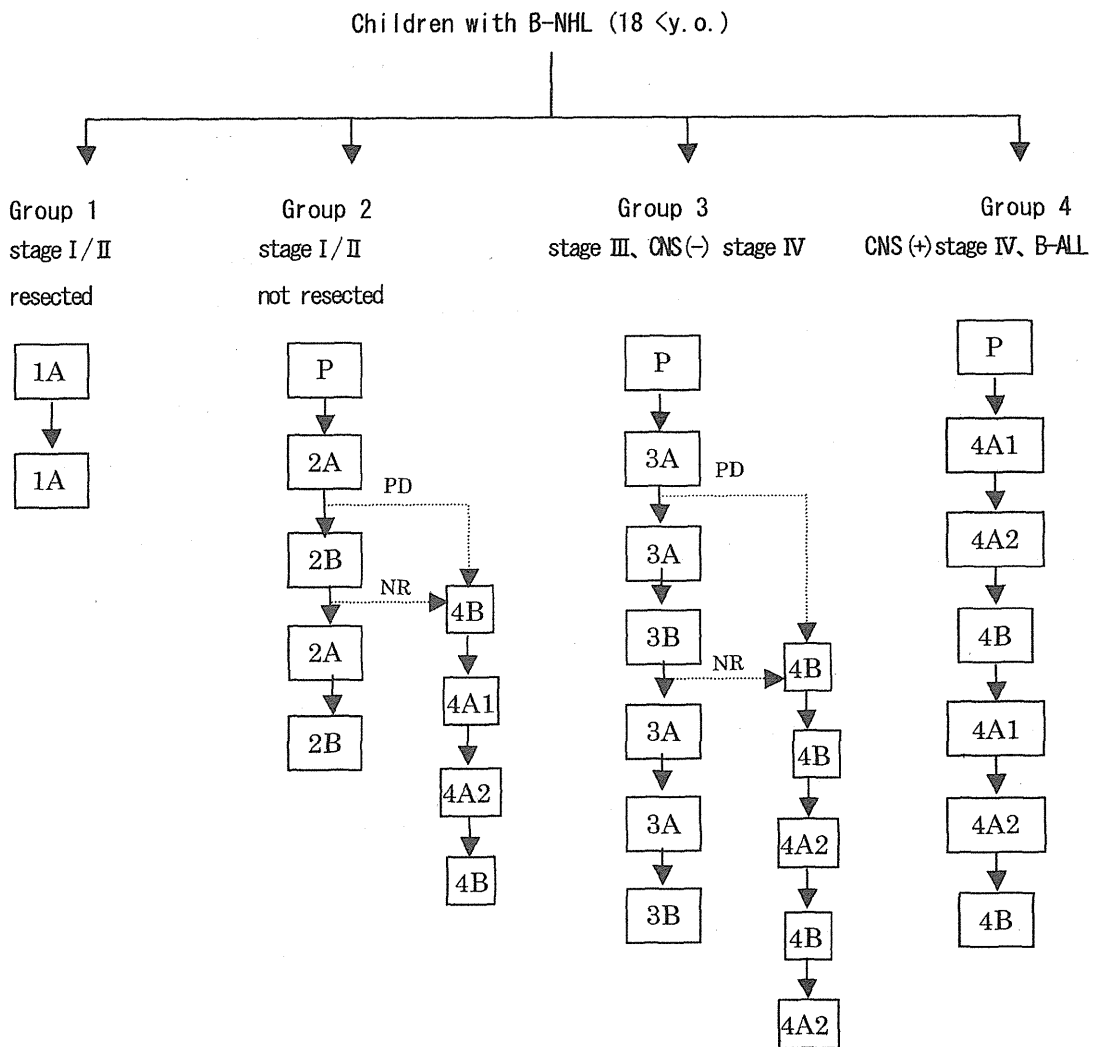 Children with B-NHL (18 <y.o.)
Group 1
stage Ⅰ/Ⅱ
resected
1A
1A
Group 2
stage Ⅰ/Ⅱ
not resected
P
2A
PD
2B
NR
2A
2B
4B
4A1
4A2
4B
Group 3
stage Ⅲ、CNS(-) stage Ⅳ
P
3A
PD
3A
3B
NR
3A
3A
3B
4B
4B
4A2
4B
4A2
Group 4
CNS(+)stage Ⅳ、B-ALL
P
4A1
4A2
4B
4A1
4A2
4B